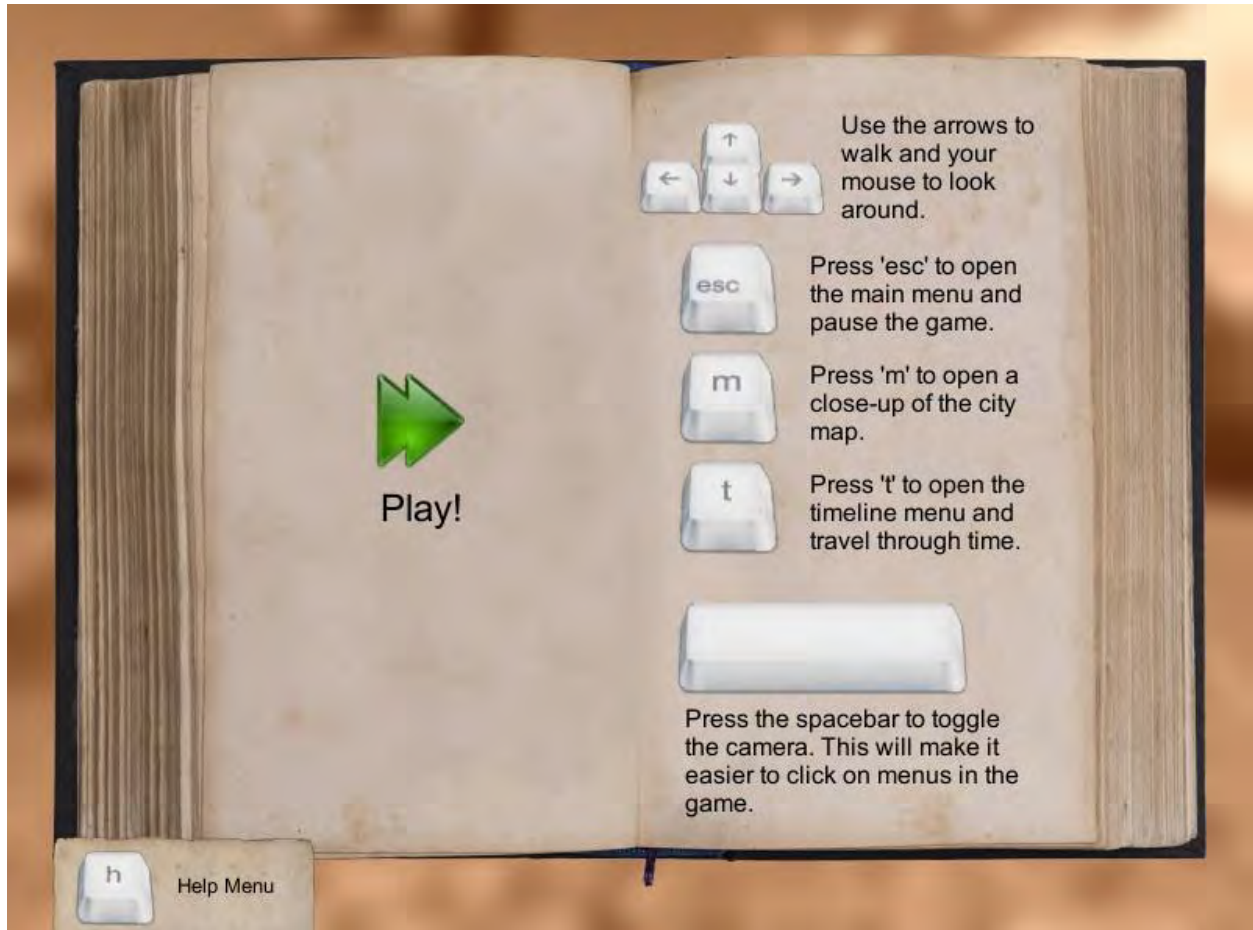 Play!
↑
← ↓ →
Use the arrows to
walk and your
mouse to look
around.
esc
Press 'esc' to open
the main menu and
pause the game.
m
Press 'm' to open a
close-up of the city
map.
t
Press 't' to open the
timeline menu and
travel through time.
Press the spacebar to toggle
the camera. This will make it
easier to click on menus in the
game.
h
Help Menu